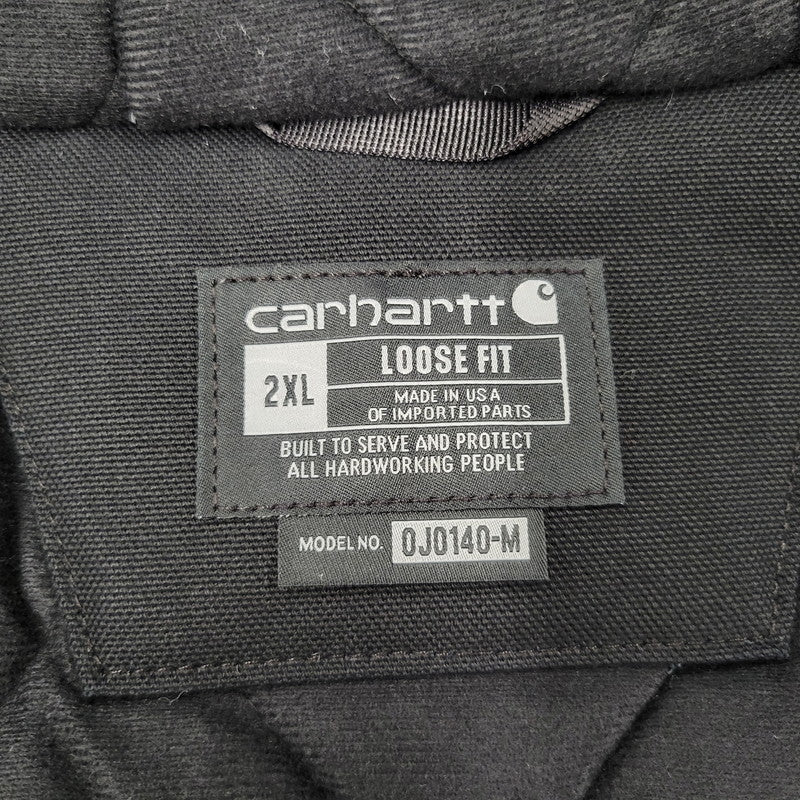 carhartt
2XL
LOOSE FIT
MADE IN USA
OF IMPORTED PARTS
BUILT TO SERVE AND PROTECT
ALL HARDWORKING PEOPLE
MODEL NO. 0J0140-M